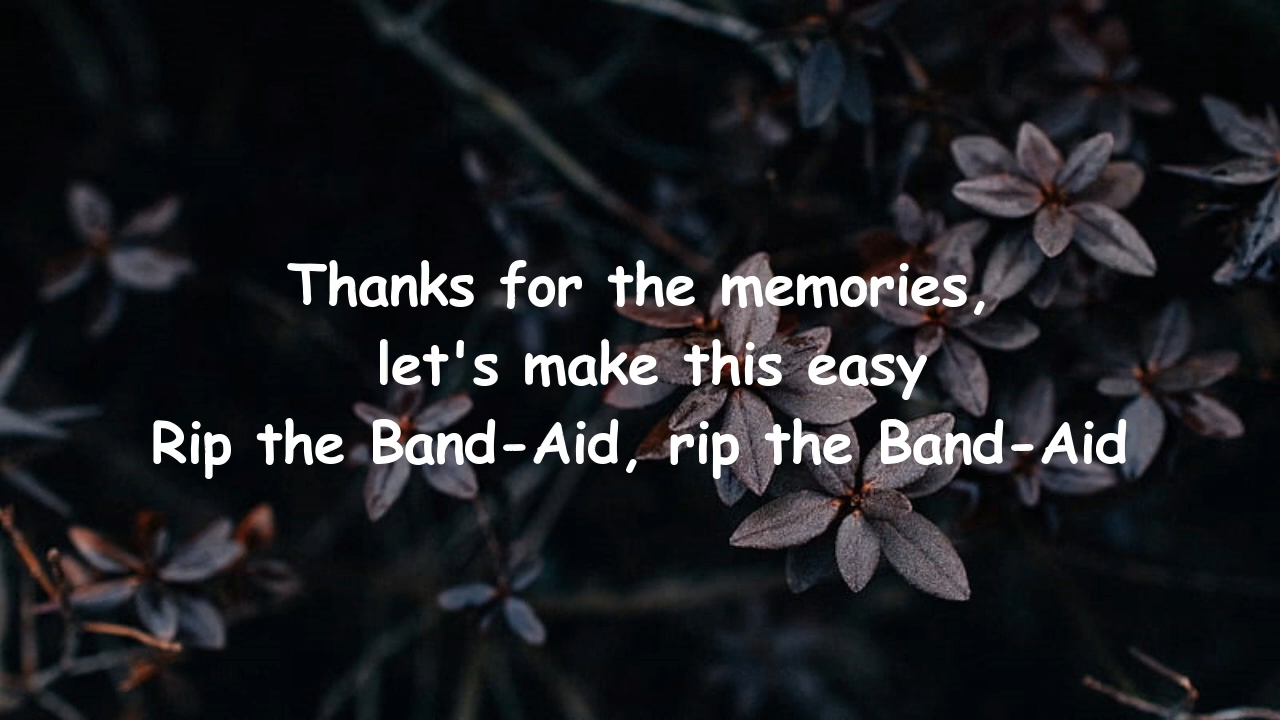 Thanks for the memories,
let's make this easy
Rip the Band-Aid, rip the Band-Aid